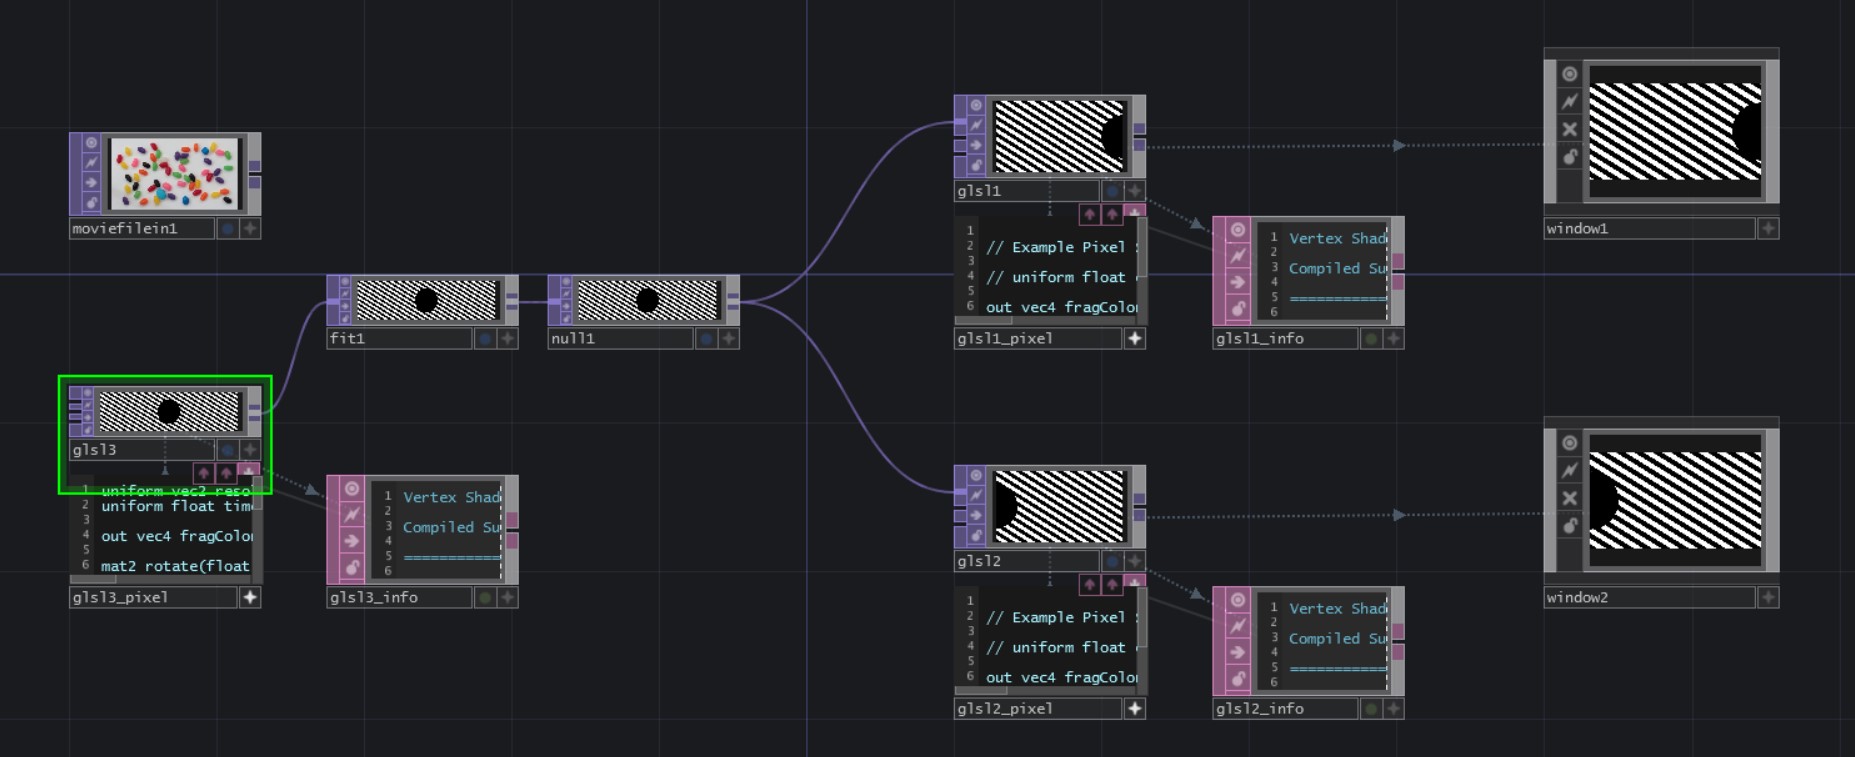 moviefilein1
fit1
null1
glsl3
1 uniform vec2 reso
2 uniform float tim
3
4 out vec4 fragColo
5
6 mat2 rotate(float
glsl3_pixel
1 Vertex Shad
2
3 Compiled Su
4
5 ===========
6
glsl3_info
glsl1
1
2 // Example Pixel
3
4 // uniform float
5
6 out vec4 fragColo
glsl1_pixel
1 Vertex Shad
2
3 Compiled Su
4
5 ===========
6
glsl1_info
window1
glsl2
1
2 // Example Pixel
3
4 // uniform float
5
6 out vec4 fragColo
glsl2_pixel
1 Vertex Shad
2
3 Compiled Su
4
5 ===========
6
glsl2_info
window2